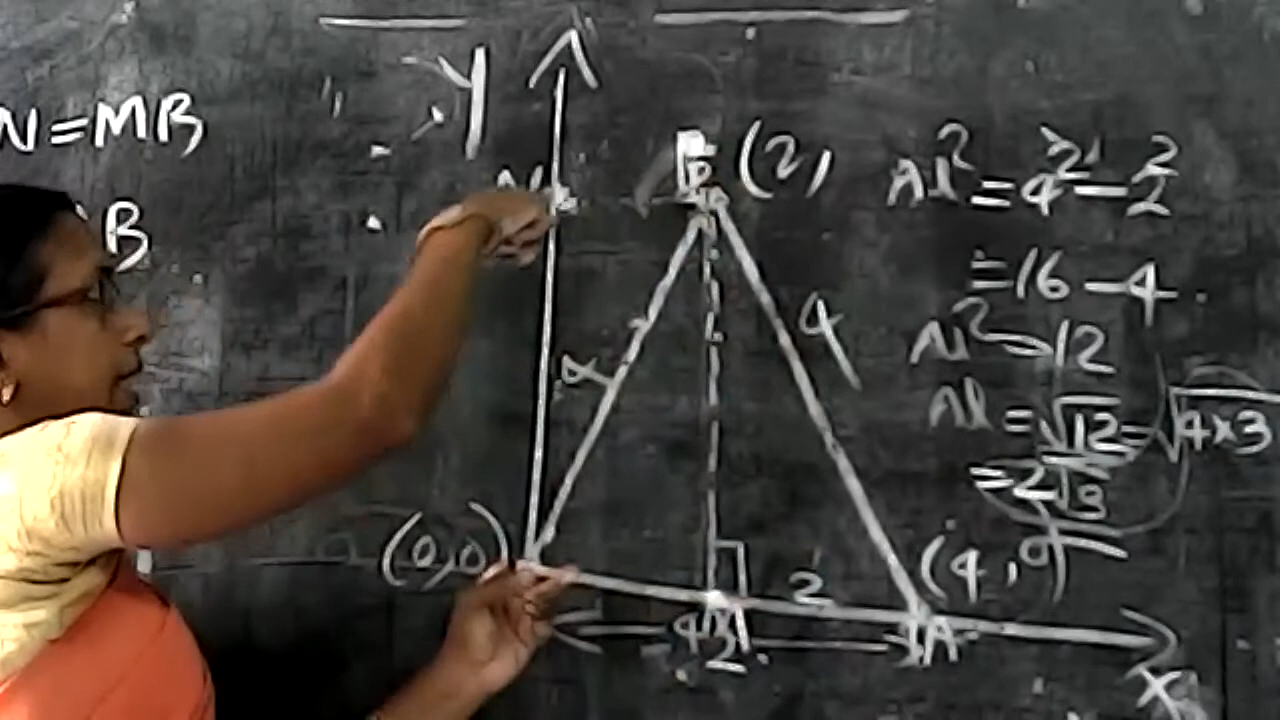 N=MB
B
Y
B (2,
4
(0,0)
2
(4,0)
4
A
X
Al² = 4² - 2²
= 16 - 4
Al² = 12
Al = √12 = √4×3
= 2√3